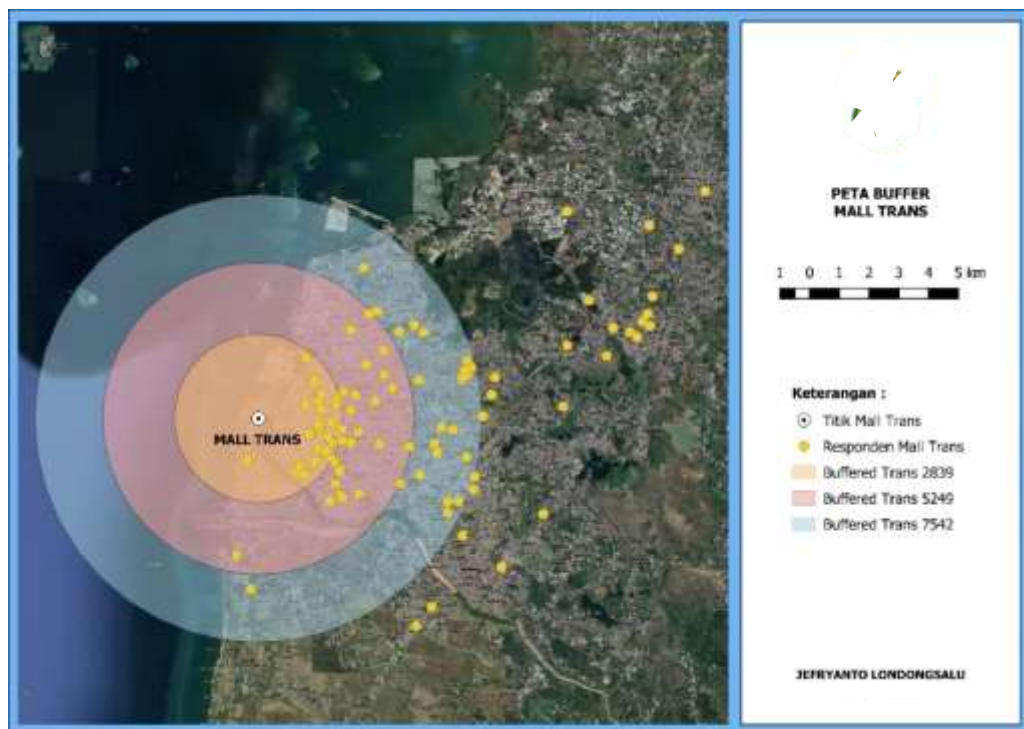 MALL TRANS
PETA BUFFER
MALL TRANS
1 0 1 2 3 4 5 km
Keterangan :
Titik Mall Trans
Responden Mall Trans
Buffered Trans 2839
Buffered Trans 5249
Buffered Trans 7542
JEFRYANTO LONDONGSALU